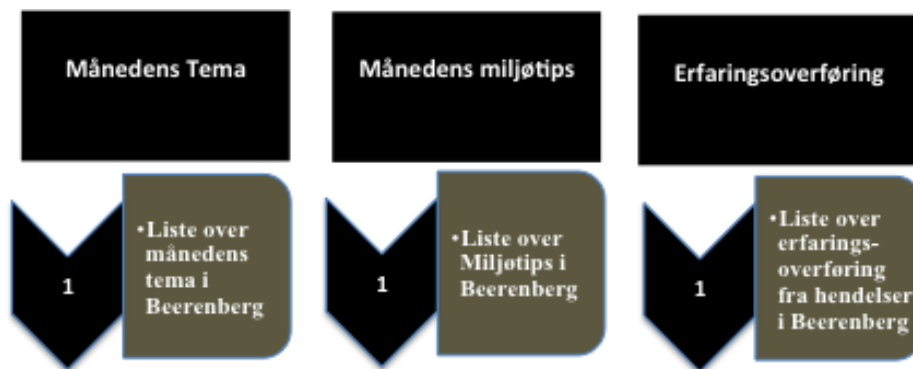 Månedens Tema
Månedens miljøtips
Erfaringsoverføring
1
•Liste over
månedens
tema i
Beerenberg
1
•Liste over
Miljøtips i
Beerenberg
1
•Liste over
erfarings-
overføring
fra hendelser
i Beerenberg